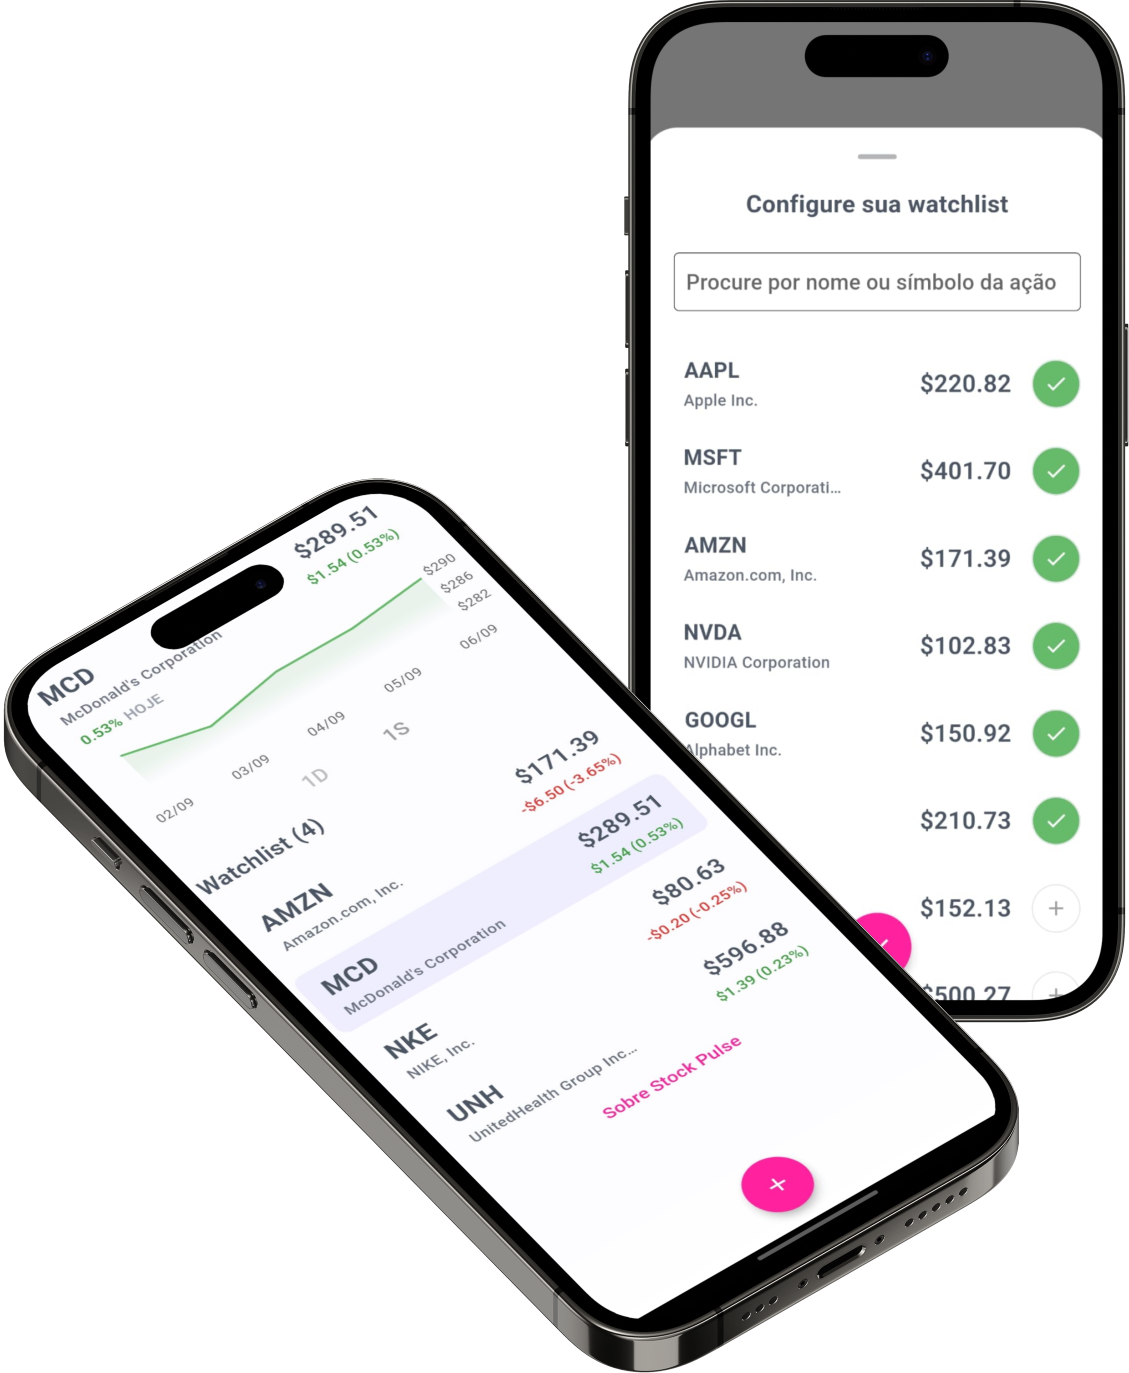 Configure sua watchlist
Procure por nome ou símbolo da ação
AAPL
Apple Inc.
$220.82
MSFT
Microsoft Corporati...
$401.70
AMZN
Amazon.com, Inc.
$171.39
NVDA
NVIDIA Corporation
$102.83
GOOGL
Alphabet Inc.
$150.92
$210.73
$152.13
$500.27
MCD
McDonald's Corporation
0.53% HOJE
$289.51
$1.54 (0.53%)
$290
$286
$282
02/09
03/09
04/09
05/09
06/09
1D
1S
Watchlist (4)
AMZN
Amazon.com, Inc.
$171.39
-$6.50 (-3.65%)
MCD
McDonald's Corporation
$289.51
$1.54 (0.53%)
NKE
NIKE, Inc.
$80.63
-$0.20 (-0.25%)
UNH
UnitedHealth Group Inc...
$596.88
$1.39 (0.23%)
Sobre Stock Pulse